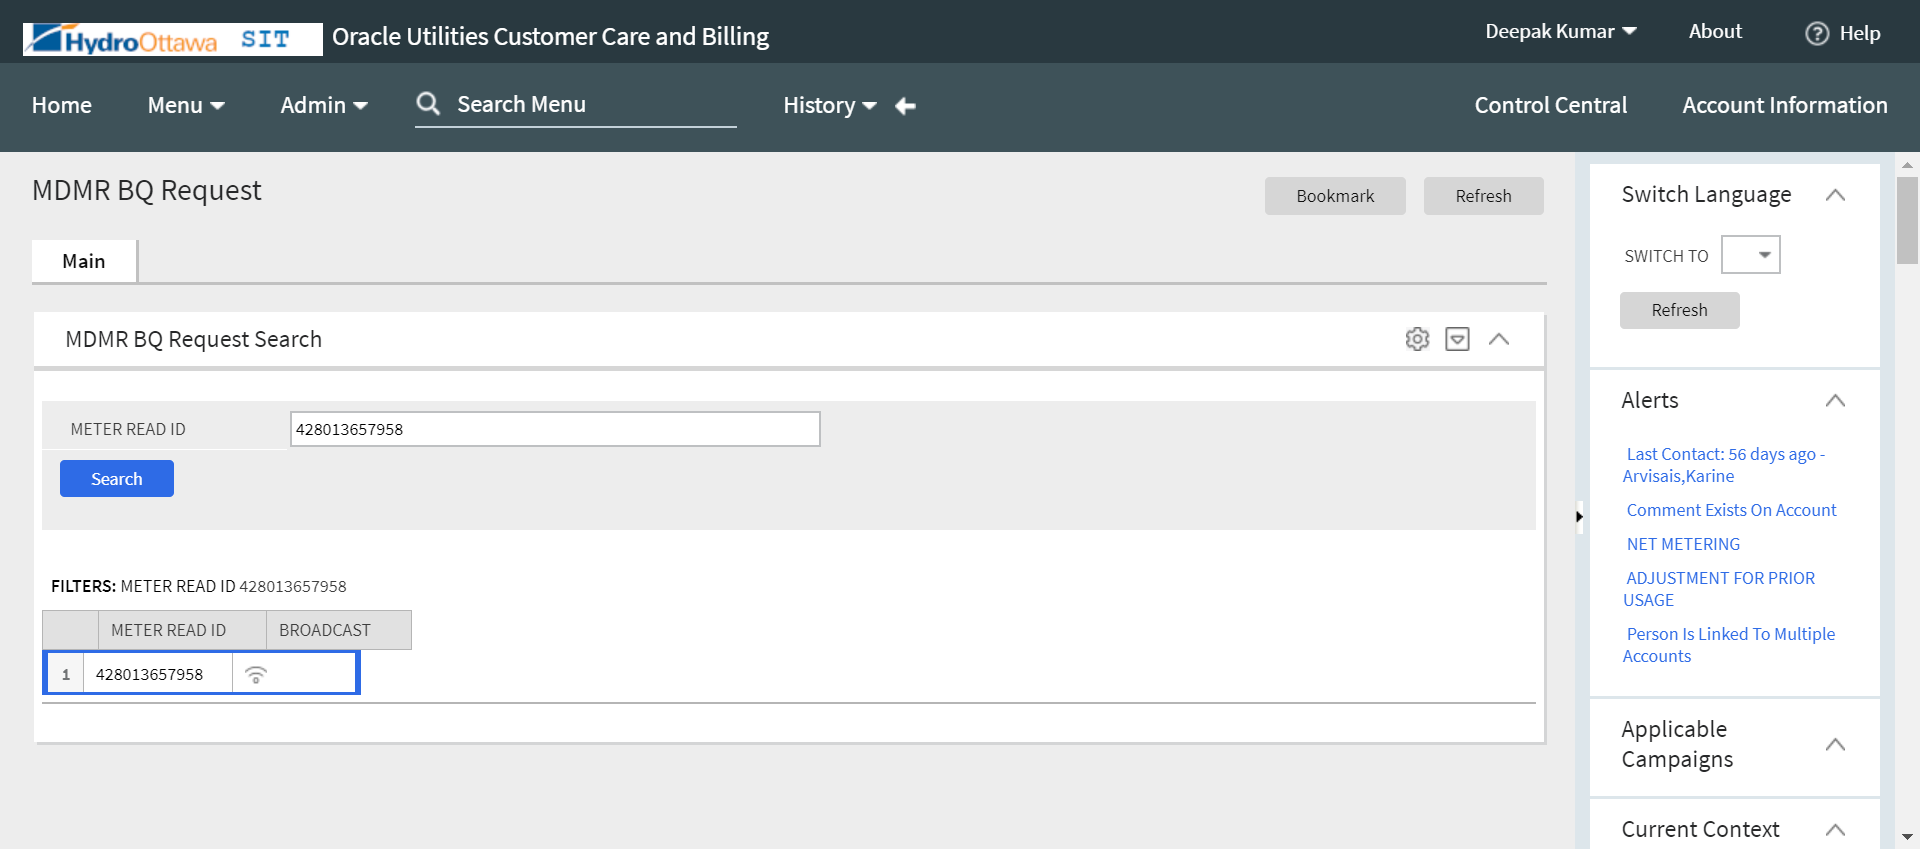 HydroOttawa SIT Oracle Utilities Customer Care and Billing
Deepak Kumar About Help
Home Menu Admin Search Menu History Control Central Account Information
MDMR BQ Request
Bookmark Refresh
Main
MDMR BQ Request Search
METER READ ID 428013657958
Search
FILTERS: METER READ ID 428013657958
METER READ ID BROADCAST
1 428013657958
Switch Language
SWITCH TO
Refresh
Alerts
Last Contact: 56 days ago -
Arvisais,Karine
Comment Exists On Account
NET METERING
ADJUSTMENT FOR PRIOR
USAGE
Person Is Linked To Multiple
Accounts
Applicable
Campaigns
Current Context